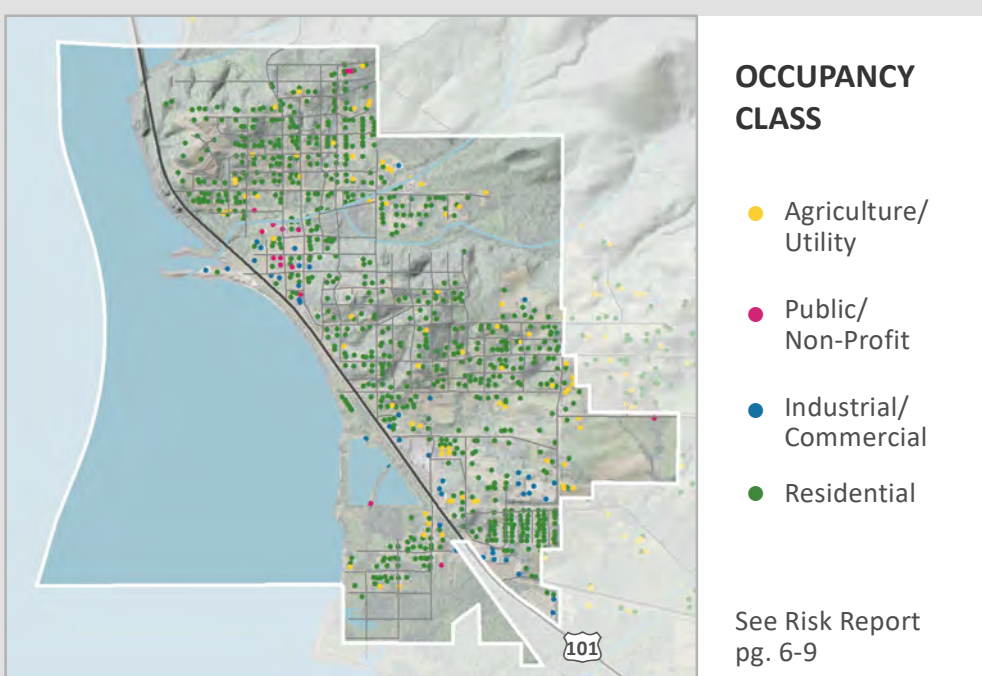 OCCUPANCY
CLASS
Agriculture/
Utility
Public/
Non-Profit
Industrial/
Commercial
Residential
See Risk Report
pg. 6-9
101